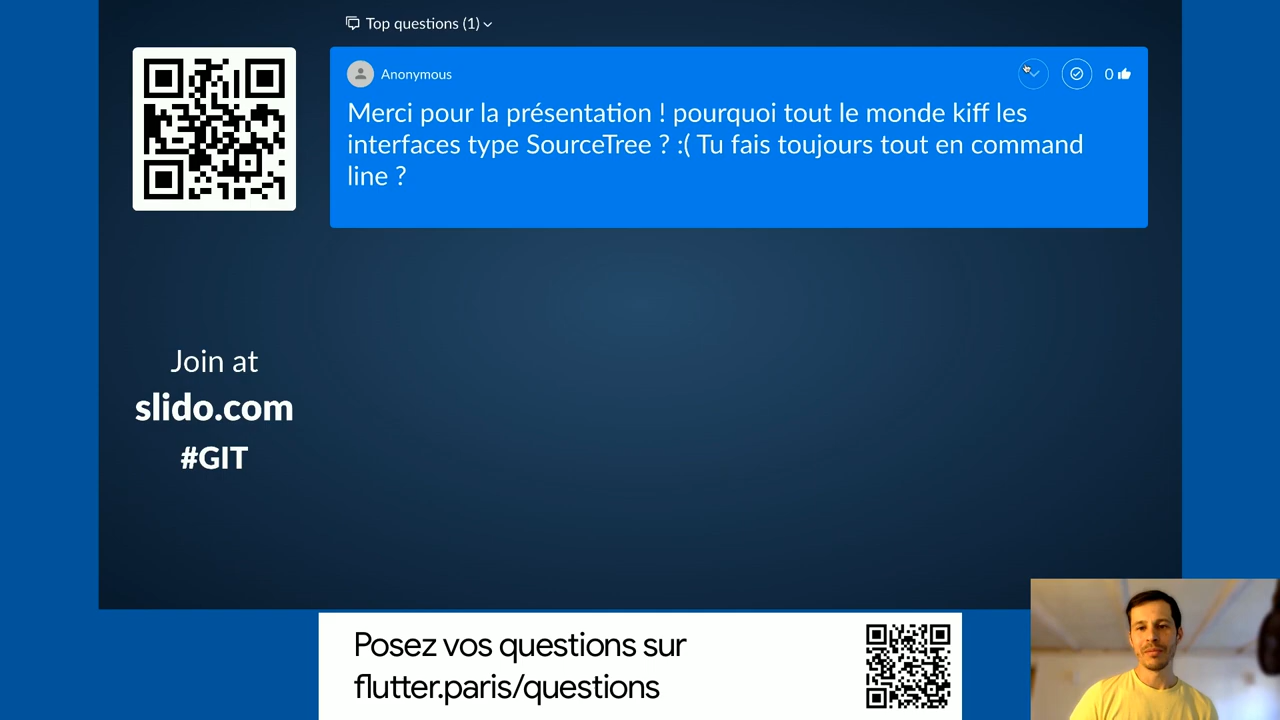 Top questions (1)
Anonymous
0
Merci pour la présentation ! pourquoi tout le monde kiff les
interfaces type SourceTree ? :( Tu fais toujours tout en command
line ?
Join at
slido.com
#GIT
Posez vos questions sur
flutter.paris/questions